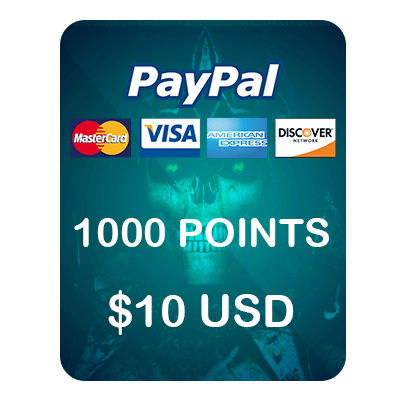 PayPal
MasterCard VISA AMERICAN EXPRESS DISCOVER NETWORK
1000 POINTS
$10 USD